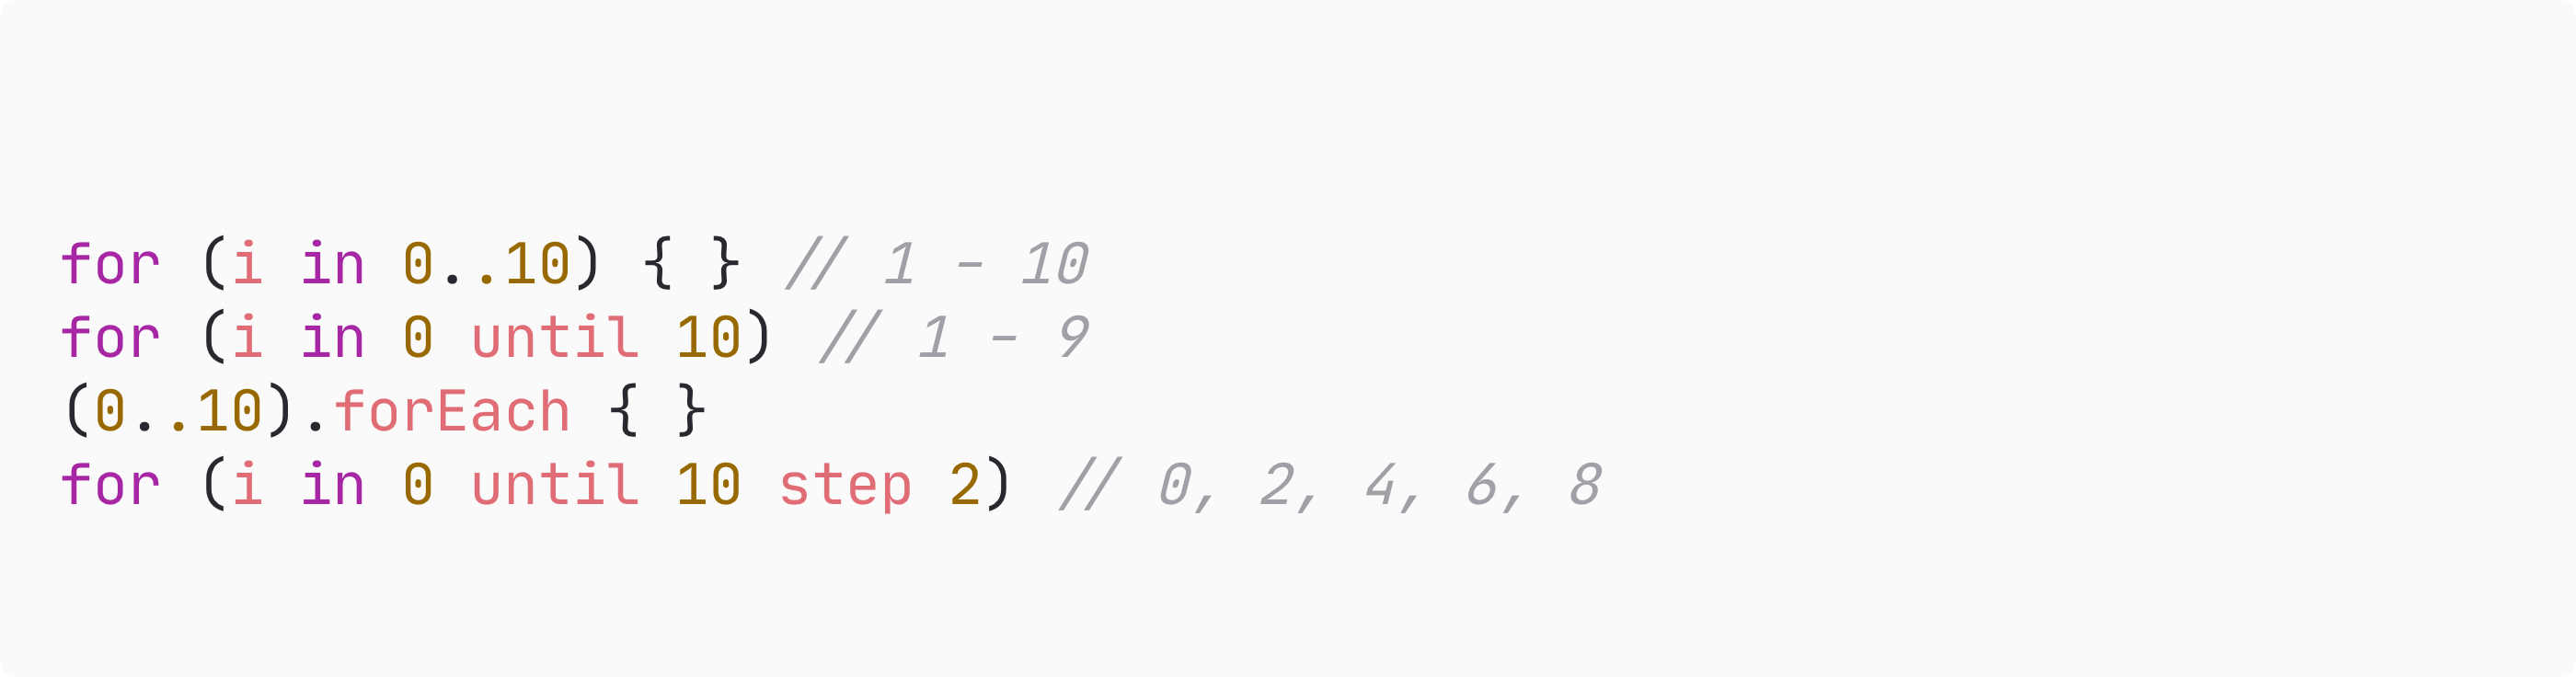 for (i in 0..10) { } // 1 - 10
for (i in 0 until 10) // 1 - 9
(0..10).forEach { }
for (i in 0 until 10 step 2) // 0, 2, 4, 6, 8